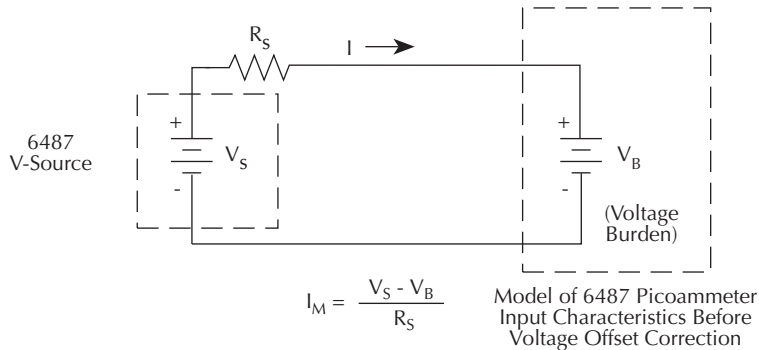 R_S
I
6487
V-Source
+
V_S
-
+
V_B
-
(Voltage
Burden)
I_M = (V_S - V_B) / R_S
Model of 6487 Picoammeter
Input Characteristics Before
Voltage Offset Correction